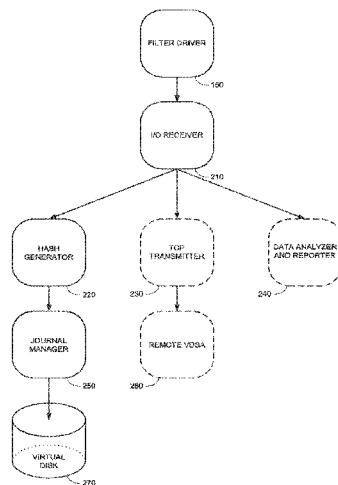 FILTER DRIVER
150
I/O RECEIVER
210
HASH
GENERATOR
220
TCP
TRANSMITTER
230
DATA ANALYZER
AND REPORTER
240
JOURNAL
MANAGER
250
REMOTE VDSA
260
VIRTUAL
DISK
270